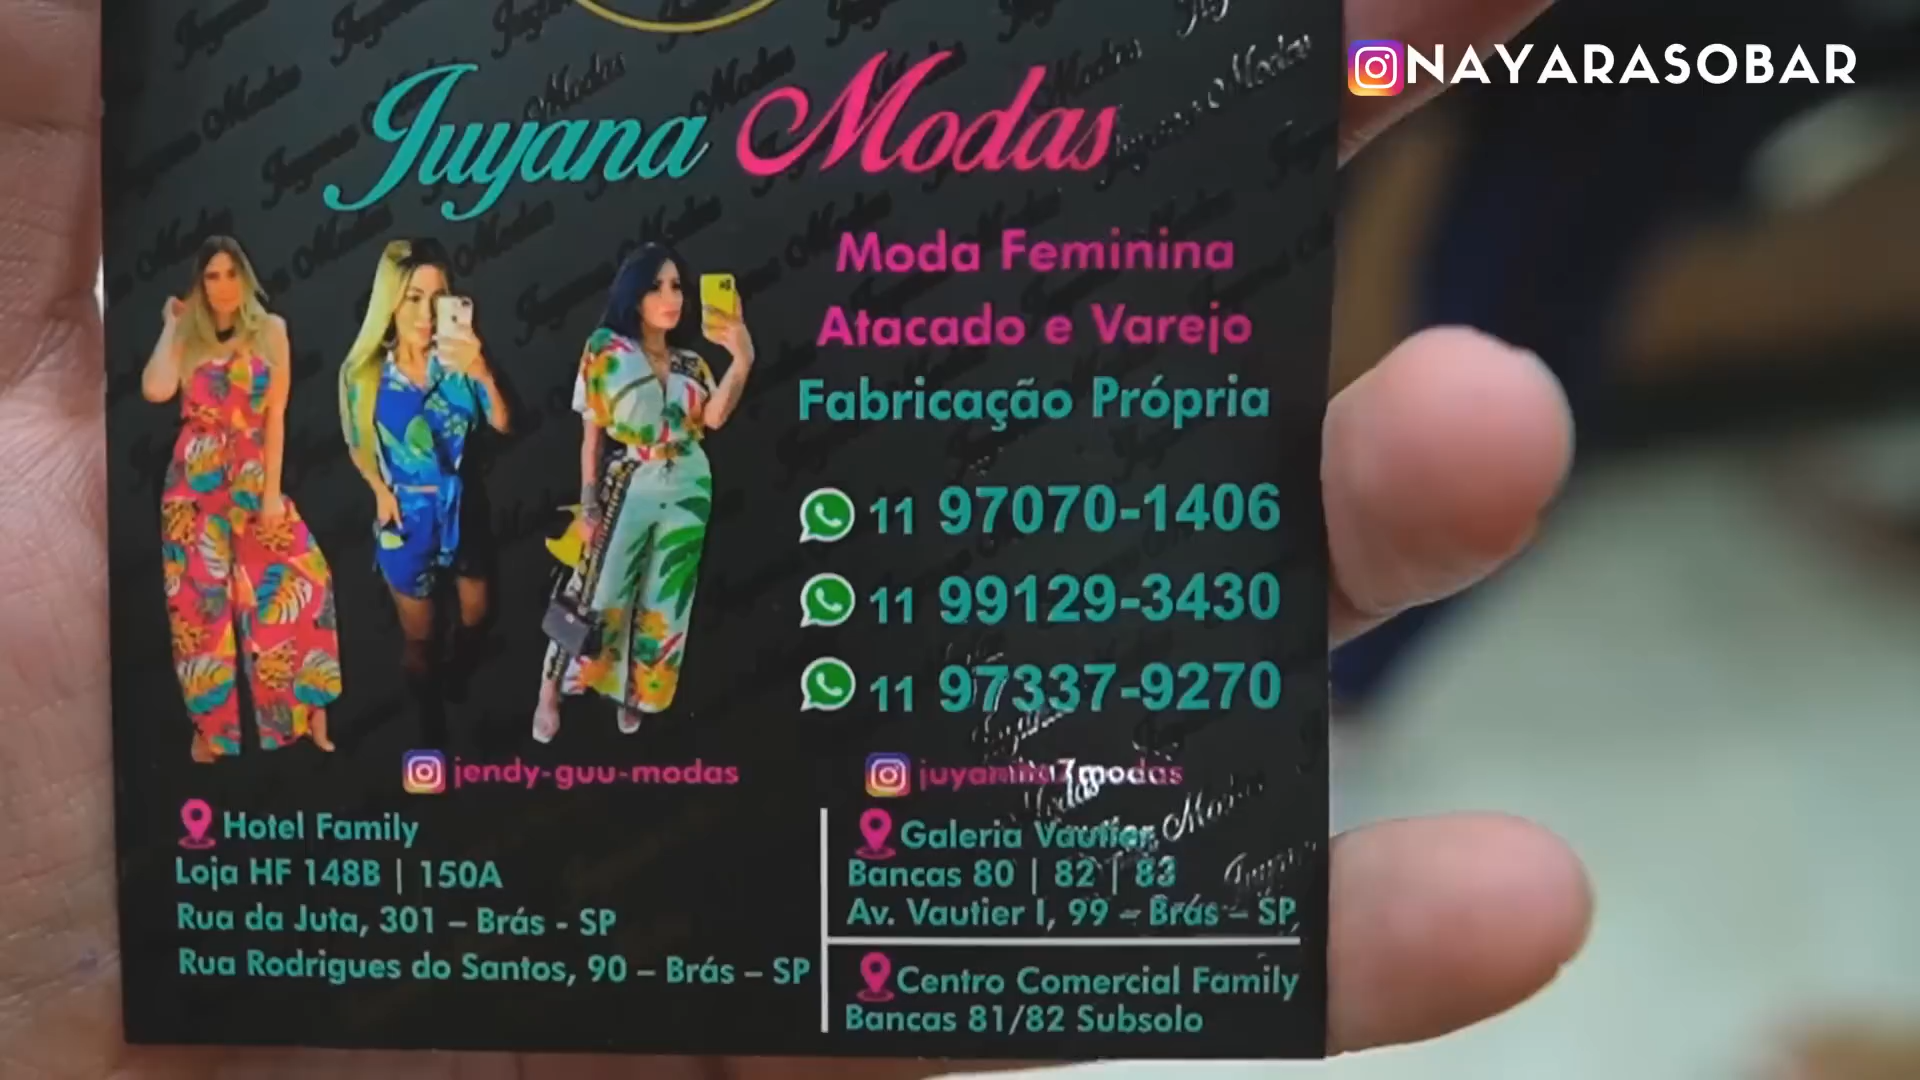 NAYARASOBAR
Juyana Modas
Moda Feminina
Atacado e Varejo
Fabricação Própria
11 97070-1406
11 99129-3430
11 97337-9270
jendy-guu-modas
Hotel Family
Loja HF 148B | 150A
Rua da Juta, 301 – Brás - SP
Rua Rodrigues do Santos, 90 – Brás – SP
Galeria Vautier
Bancas 80 | 82 | 83
Av. Vautier I, 99 – Brás – SP,
Centro Comercial Family
Bancas 81/82 Subsolo